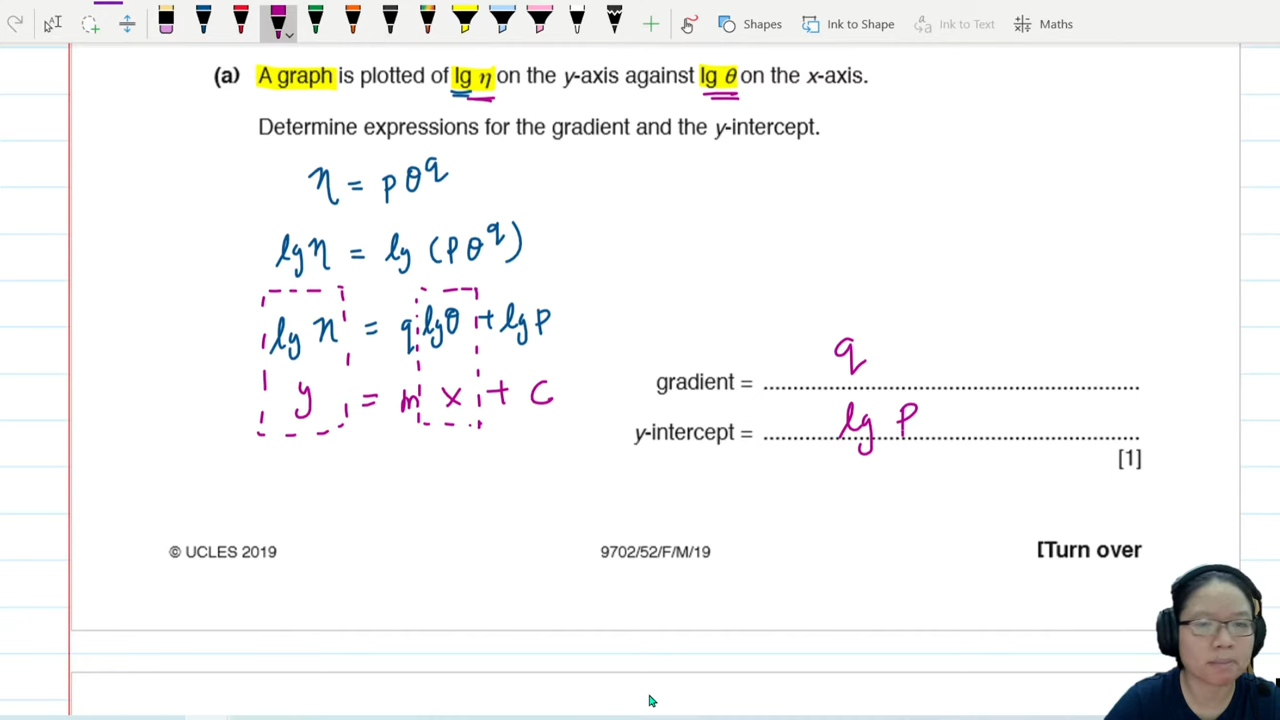 Shapes Ink to Shape Ink to Text Maths
(a) A graph is plotted of lg η on the y-axis against lg θ on the x-axis.
Determine expressions for the gradient and the y-intercept.
η = pθ^q
lg η = lg (pθ^q)
lg η = q lg θ + lg p
y = m x + c
gradient = q
y-intercept = lg p
[1]
© UCLES 2019 9702/52/F/M/19 [Turn over